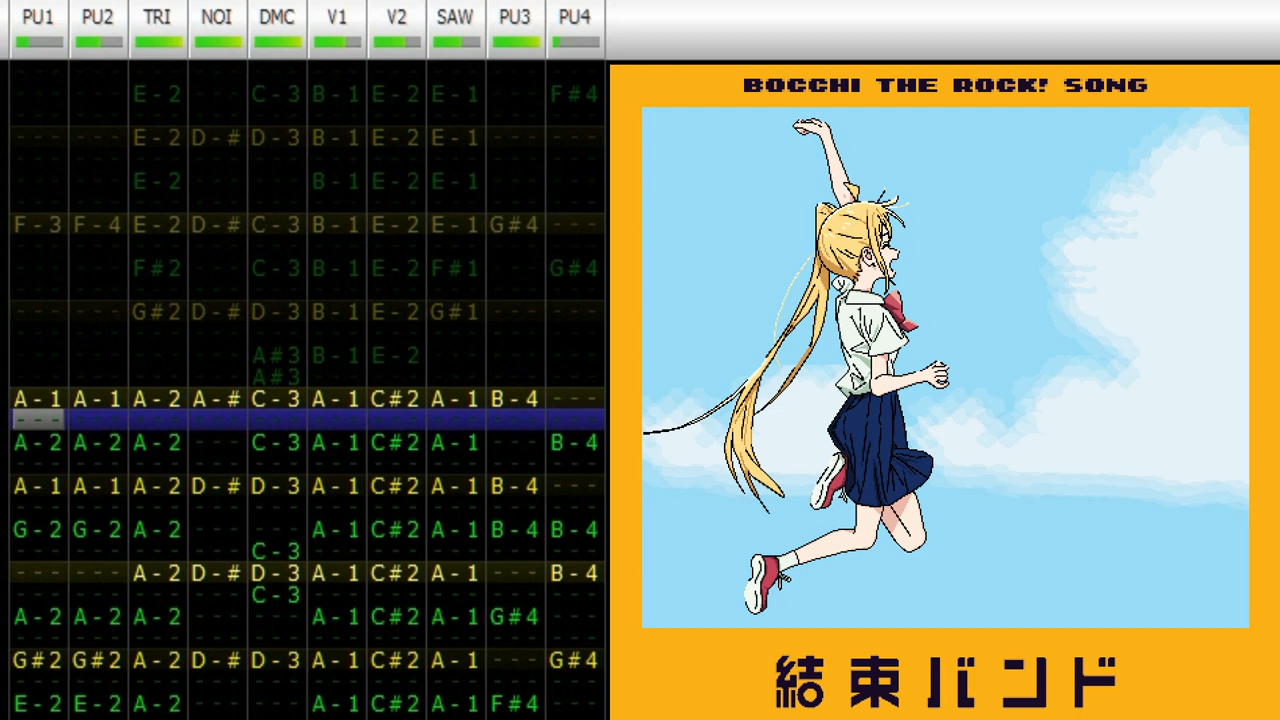 PU1 PU2 TRI NOI DMC V1 V2 SAW PU3 PU4
E-2 C-3 B-1 E-2 E-1 F#4
--- --- E-2 D-# D-3 B-1 E-2 E-1 --- ---
E-2 B-1 E-2 E-1
F-3 F-4 E-2 D-# C-3 B-1 E-2 E-1 G#4 ---
F#2 C-3 B-1 E-2 F#1 G#4
--- --- G#2 D-# D-3 B-1 E-2 G#1 --- ---
A#3 B-1 E-2
A#3
A-1 A-1 A-2 A-# C-3 A-1 C#2 A-1 B-4 ---
---
A-2 A-2 A-2 --- C-3 A-1 C#2 A-1 --- B-4
A-1 A-1 A-2 D-# D-3 A-1 C#2 A-1 B-4 ---
G-2 G-2 A-2 --- --- A-1 C#2 A-1 B-4 B-4
C-3
--- --- A-2 D-# D-3 A-1 C#2 A-1 --- B-4
C-3
A-2 A-2 A-2 --- --- A-1 C#2 A-1 G#4 ---
G#2 G#2 A-2 D-# D-3 A-1 C#2 A-1 --- G#4
E-2 E-2 A-2 --- --- A-1 C#2 A-1 F#4 ---
BOCCHI THE ROCK! SONG
結束バンド